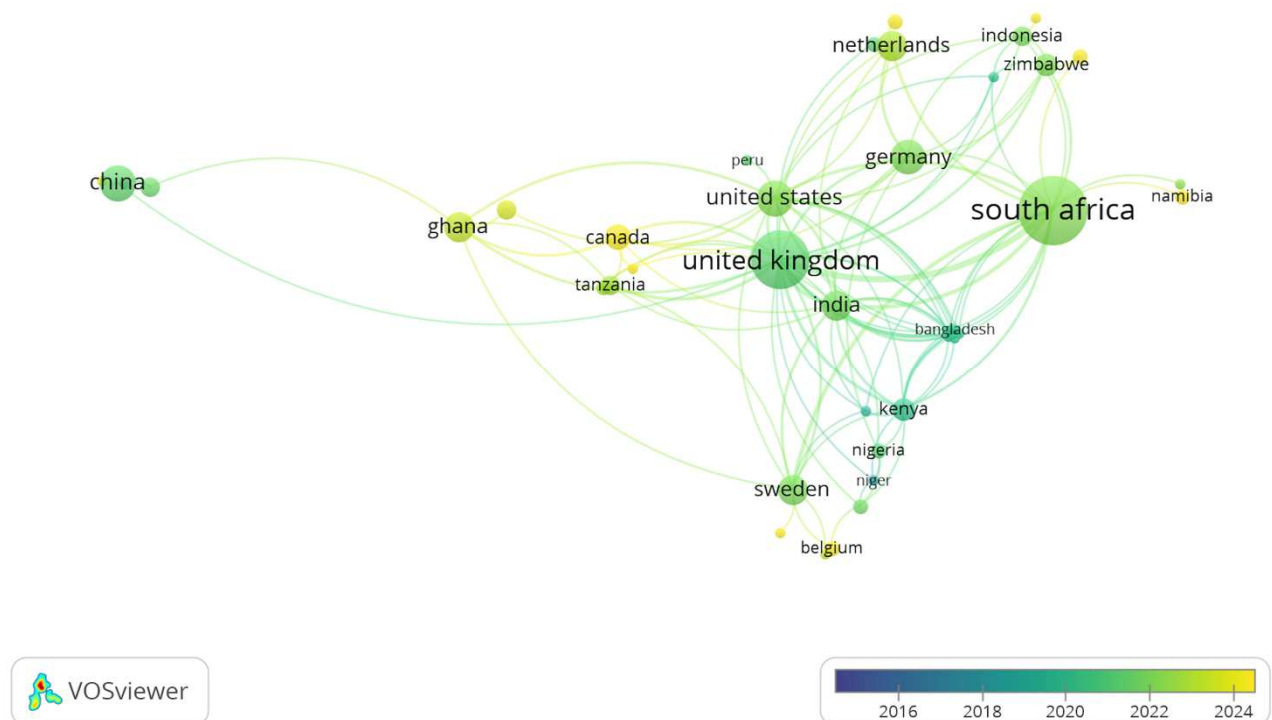 indonesia
netherlands
zimbabwe
germany
peru
china
united states
namibia
south africa
ghana
canada
united kingdom
tanzania
india
bangladesh
kenya
nigeria
niger
sweden
belgium
VOSviewer
2016 2018 2020 2022 2024